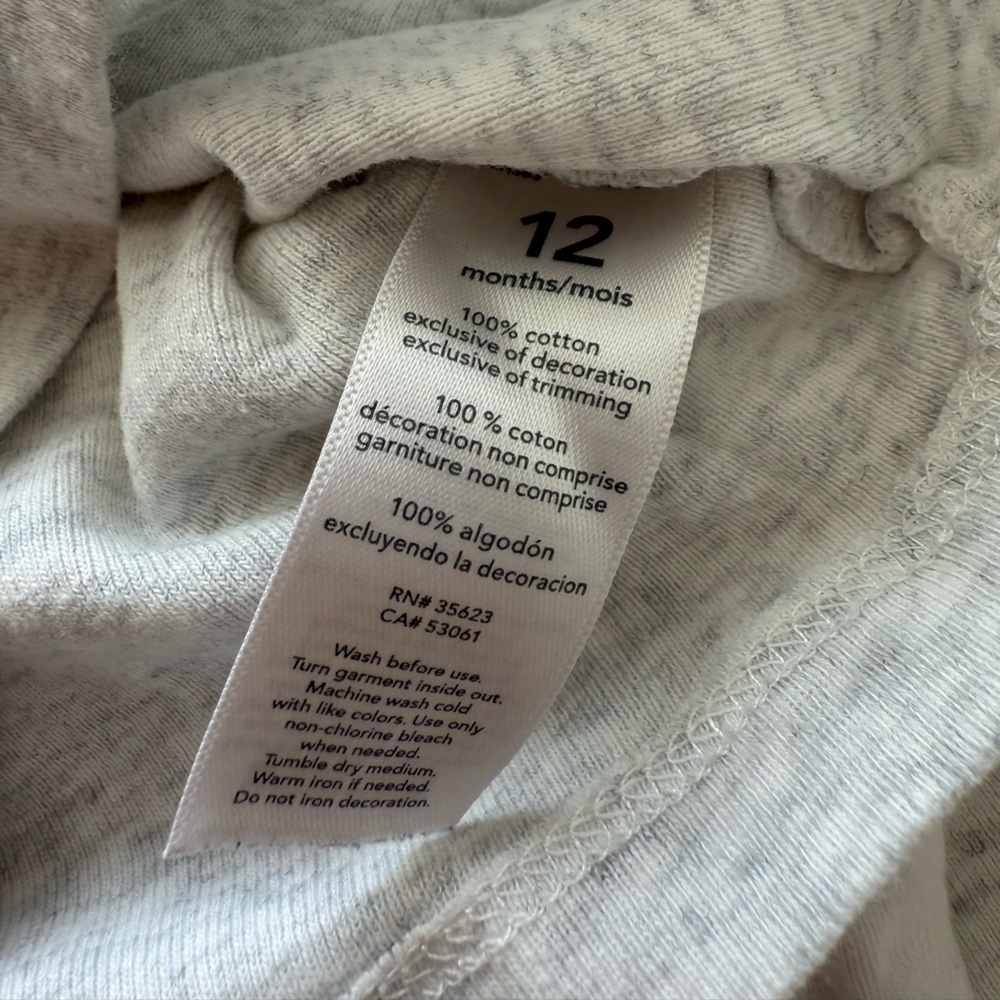 12
months/mois
100% cotton
exclusive of decoration
exclusive of trimming
100 % coton
décoration non comprise
garniture non comprise
100% algodón
excluyendo la decoracion
RN# 35623
CA# 53061
Wash before use.
Turn garment inside out.
Machine wash cold
with like colors. Use only
non-chlorine bleach
when needed.
Tumble dry medium.
Warm iron if needed.
Do not iron decoration.